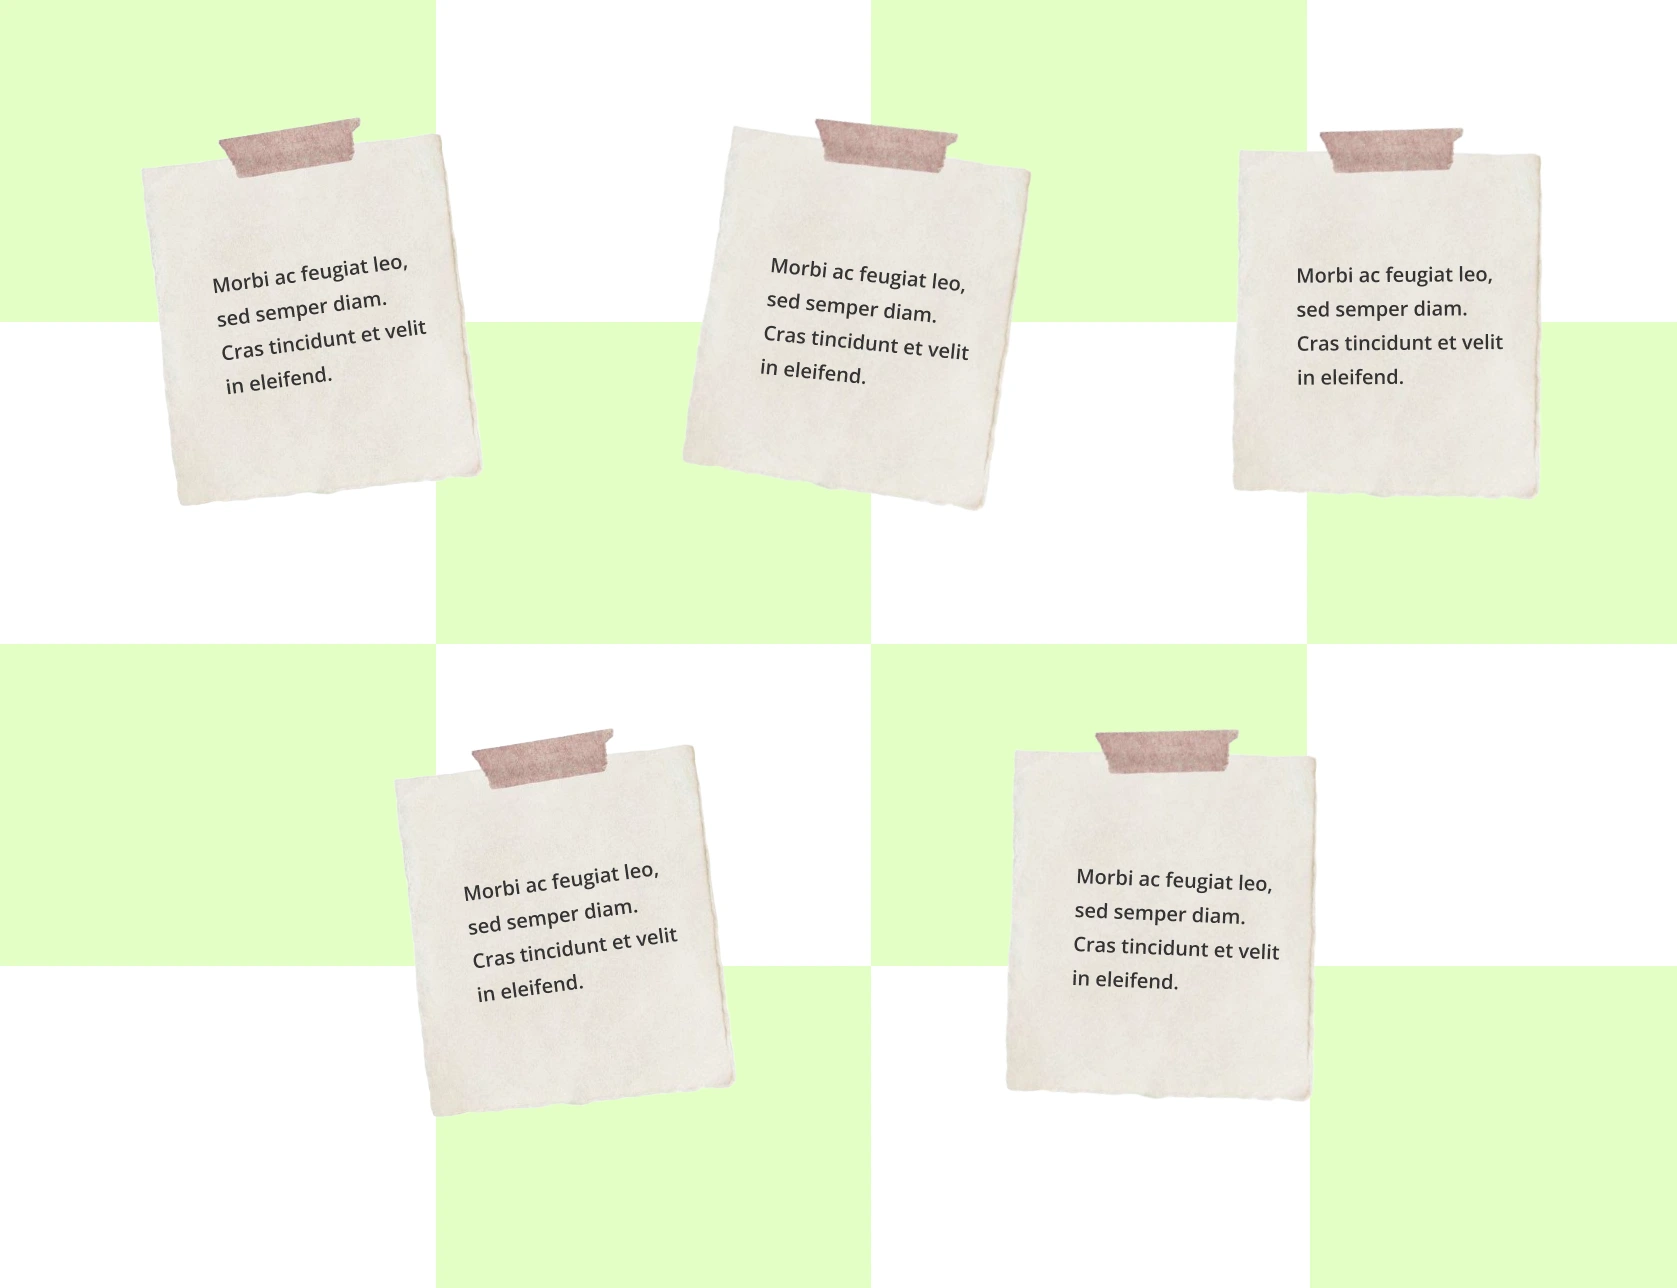 Morbi ac feugiat leo,
sed semper diam.
Cras tincidunt et velit
in eleifend.
Morbi ac feugiat leo,
sed semper diam.
Cras tincidunt et velit
in eleifend.
Morbi ac feugiat leo,
sed semper diam.
Cras tincidunt et velit
in eleifend.
Morbi ac feugiat leo,
sed semper diam.
Cras tincidunt et velit
in eleifend.
Morbi ac feugiat leo,
sed semper diam.
Cras tincidunt et velit
in eleifend.